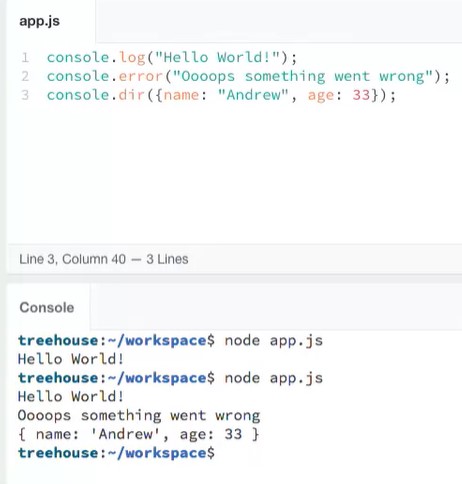 app.js
1 console.log("Hello World!");
2 console.error("Oooops something went wrong");
3 console.dir({name: "Andrew", age: 33});
Line 3, Column 40 — 3 Lines
Console
treehouse:~/workspace$ node app.js
Hello World!
treehouse:~/workspace$ node app.js
Hello World!
Oooops something went wrong
{ name: 'Andrew', age: 33 }
treehouse:~/workspace$